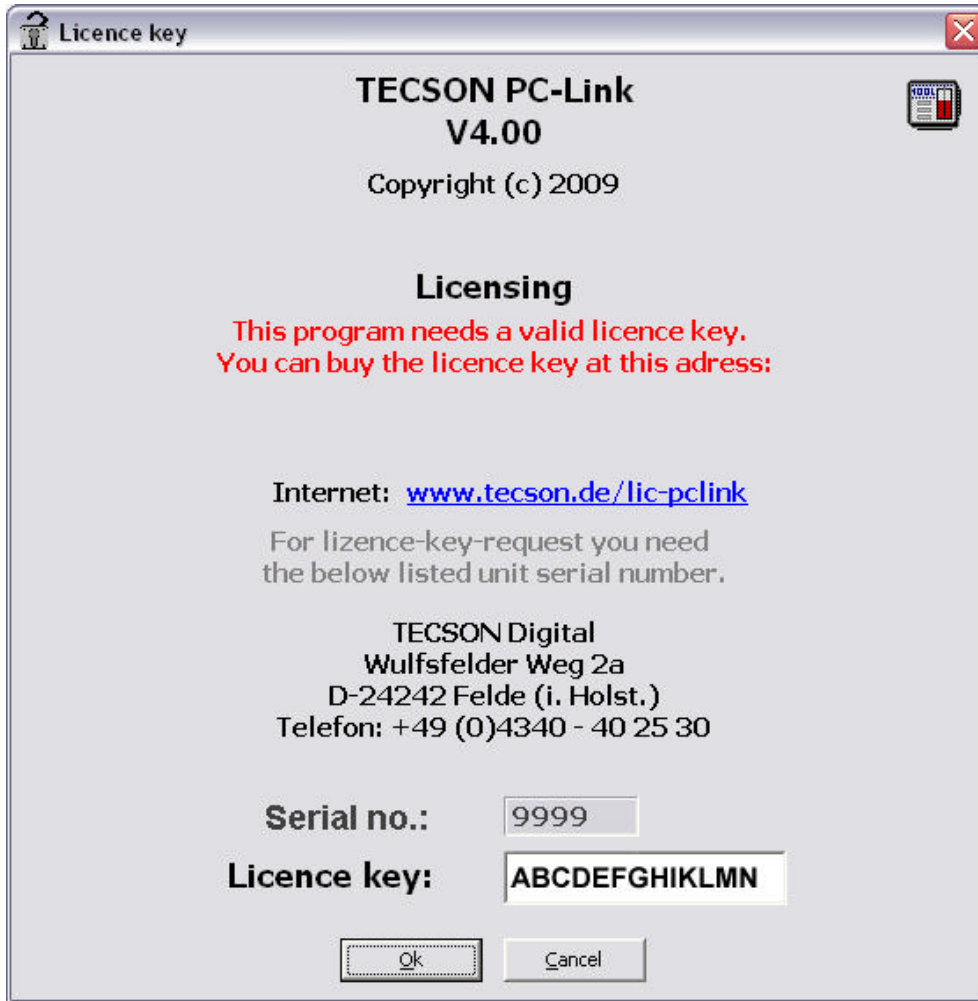 Licence key
TECSON PC-Link
V4.00
100L
Copyright (c) 2009
Licensing
This program needs a valid licence key.
You can buy the licence key at this adress:
Internet: www.tecson.de/lic-pclink
For lizence-key-request you need
the below listed unit serial number.
TECSON Digital
Wulfsfelder Weg 2a
D-24242 Felde (i. Holst.)
Telefon: +49 (0)4340 - 40 25 30
Serial no.: 9999
Licence key: ABCDEFGHIKLMN
Ok Cancel